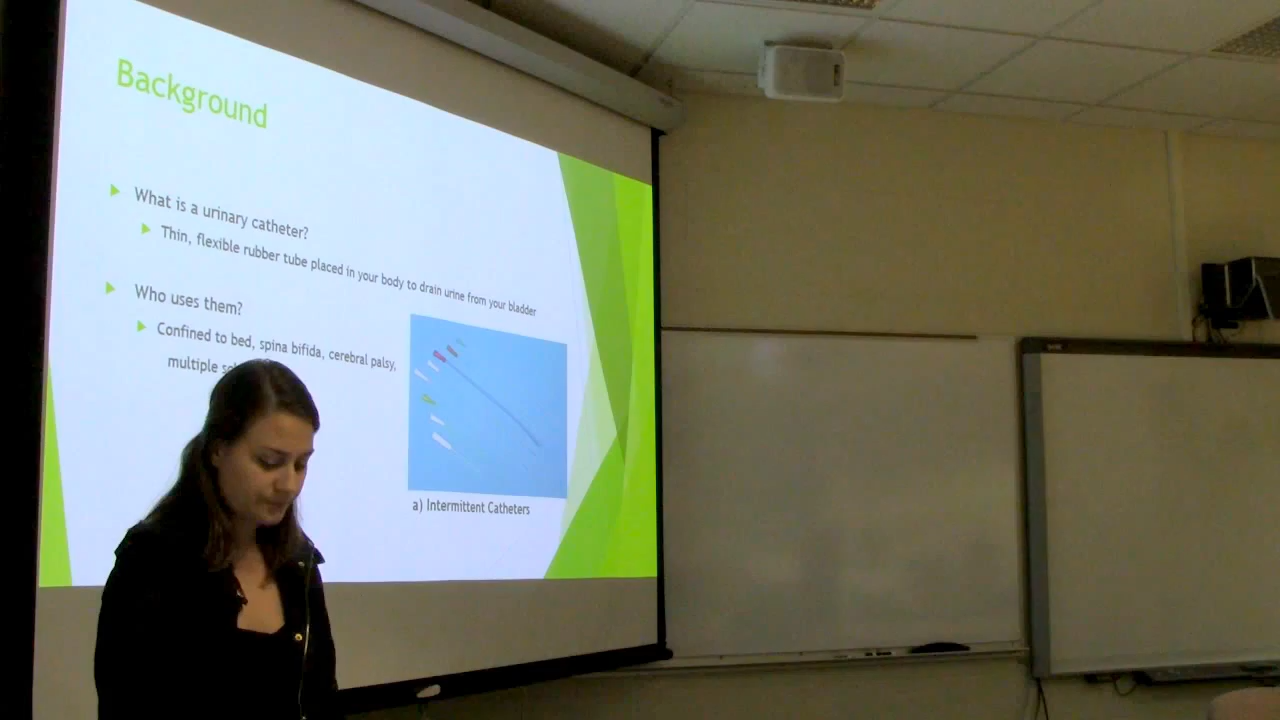 Background
What is a urinary catheter?
Thin, flexible rubber tube placed in your body to drain urine from your bladder
Who uses them?
Confined to bed, spina bifida, cerebral palsy,
multiple
a) Intermittent Catheters